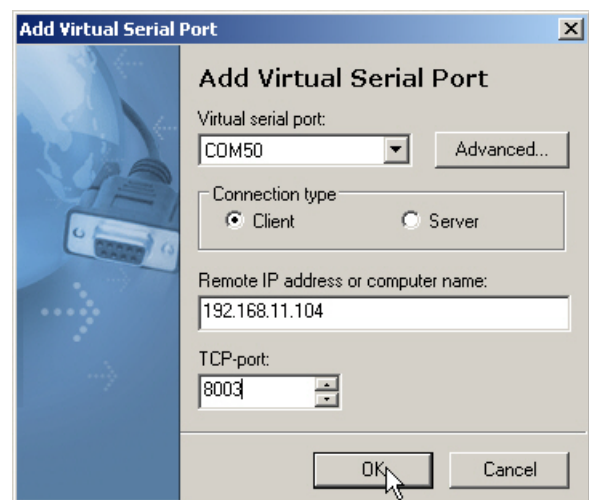 Add Virtual Serial Port
Add Virtual Serial Port
Virtual serial port:
COM50
Advanced...
Connection type
Client
Server
Remote IP address or computer name:
192.168.11.104
TCP-port:
8003
OK
Cancel